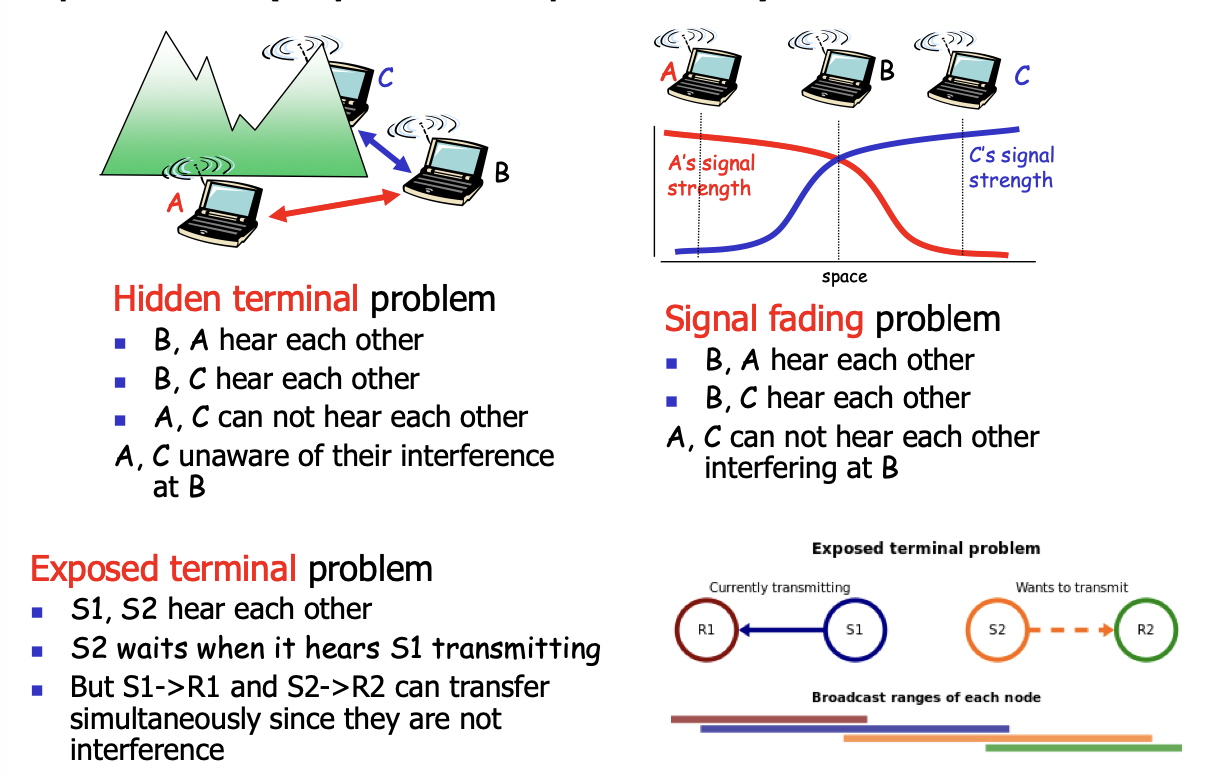 C
B
A
Hidden terminal problem
B, A hear each other
B, C hear each other
A, C can not hear each other
A, C unaware of their interference
at B
A
B
C
A's signal
strength
C's signal
strength
space
Signal fading problem
B, A hear each other
B, C hear each other
A, C can not hear each other
interfering at B
Exposed terminal problem
S1, S2 hear each other
S2 waits when it hears S1 transmitting
But S1->R1 and S2->R2 can transfer
simultaneously since they are not
interference
Exposed terminal problem
Currently transmitting
Wants to transmit
R1
S1
S2
R2
Broadcast ranges of each node